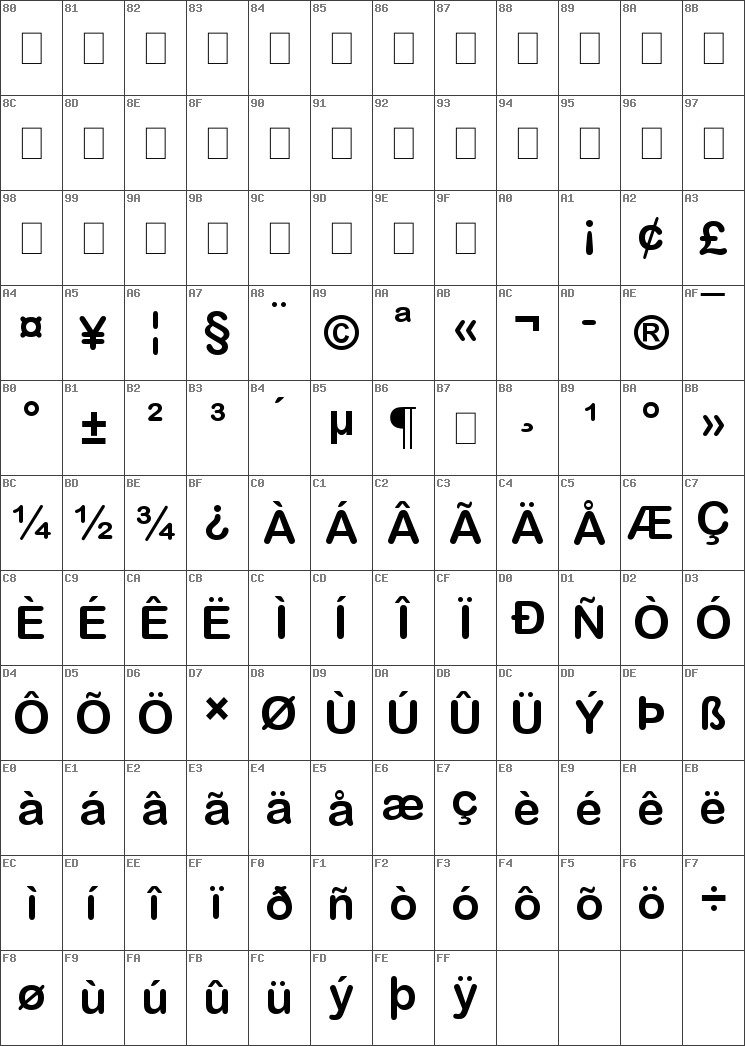 80 81 82 83 84 85 86 87 88 89 8A 8B
8C 8D 8E 8F 90 91 92 93 94 95 96 97
98 99 9A 9B 9C 9D 9E 9F A0 A1 A2 A3
¡ ¢ £
A4 A5 A6 A7 A8 A9 AA AB AC AD AE AF
¤ ¥ ¦ § ¨ © ª « ¬ - ® ¯
B0 B1 B2 B3 B4 B5 B6 B7 B8 B9 BA BB
° ± ² ³ ´ µ ¶ ¸ ¹ º »
BC BD BE BF C0 C1 C2 C3 C4 C5 C6 C7
¼ ½ ¾ ¿ À Á Â Ã Ä Å Æ Ç
C8 C9 CA CB CC CD CE CF D0 D1 D2 D3
È É Ê Ë Ì Í Î Ï Ð Ñ Ò Ó
D4 D5 D6 D7 D8 D9 DA DB DC DD DE DF
Ô Õ Ö × Ø Ù Ú Û Ü Ý Þ ß
E0 E1 E2 E3 E4 E5 E6 E7 E8 E9 EA EB
à á â ã ä å æ ç è é ê ë
EC ED EE EF F0 F1 F2 F3 F4 F5 F6 F7
ì í î ï ð ñ ò ó ô õ ö ÷
F8 F9 FA FB FC FD FE FF
ø ù ú û ü ý þ ÿ